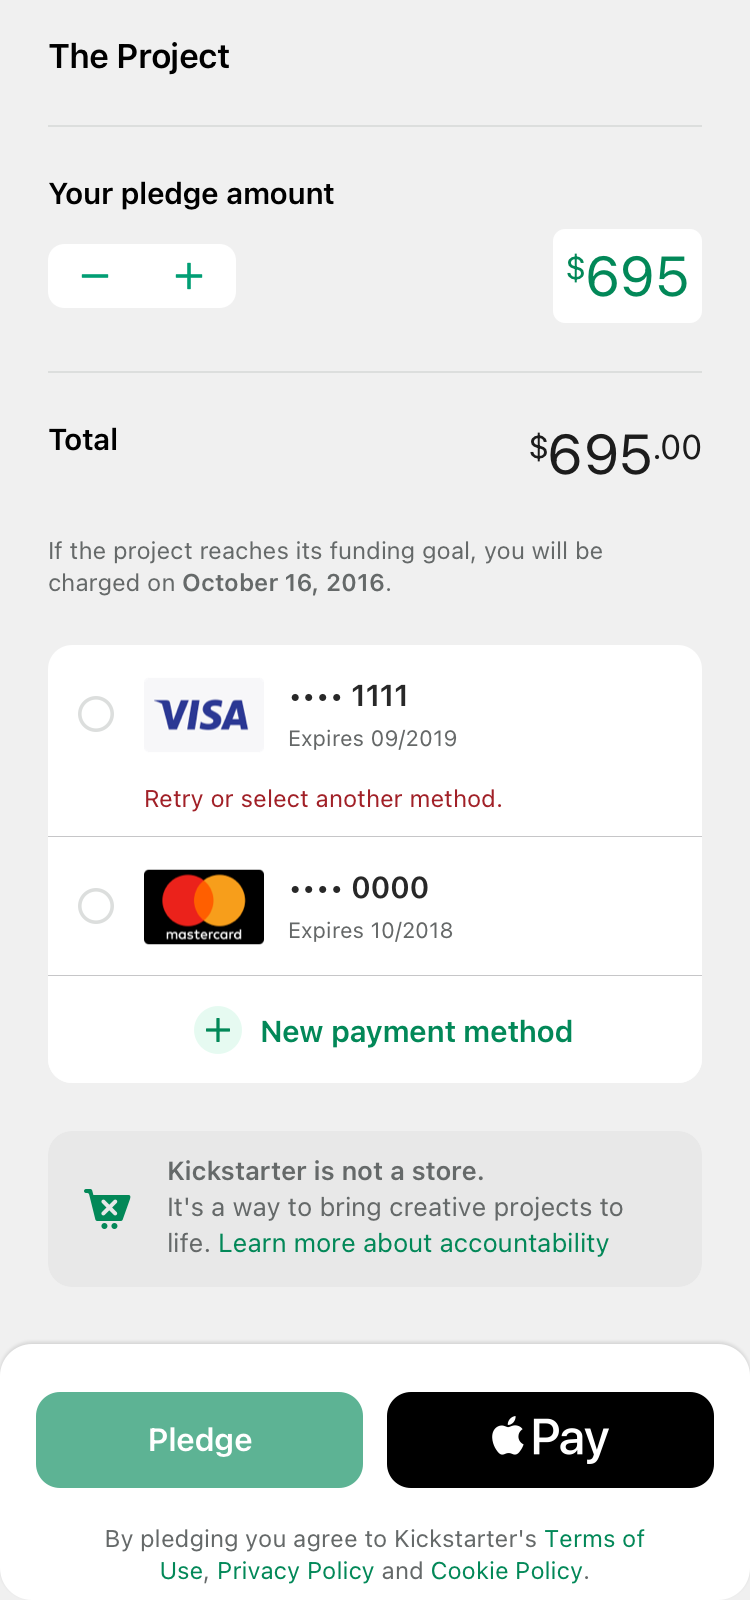 The Project
Your pledge amount
− +
$695
Total
$695.00
If the project reaches its funding goal, you will be
charged on October 16, 2016.
VISA
•••• 1111
Expires 09/2019
Retry or select another method.
mastercard
•••• 0000
Expires 10/2018
+ New payment method
Kickstarter is not a store.
It's a way to bring creative projects to
life. Learn more about accountability
Pledge
Pay
By pledging you agree to Kickstarter's Terms of
Use, Privacy Policy and Cookie Policy.